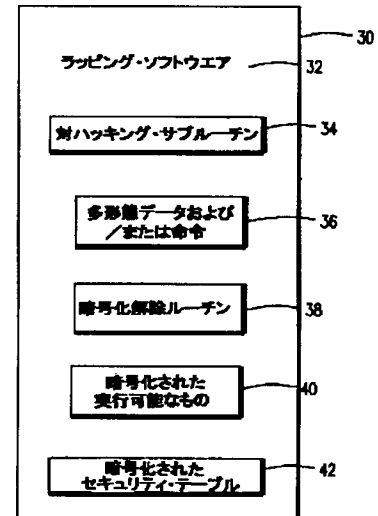 30
ラッピング・ソフトウエア 32
対ハッキング・サブルーチン 34
多形態データおよび
/または命令 36
暗号化解除ルーチン 38
暗号化された
実行可能なもの 40
暗号化された
セキュリティ・テーブル 42